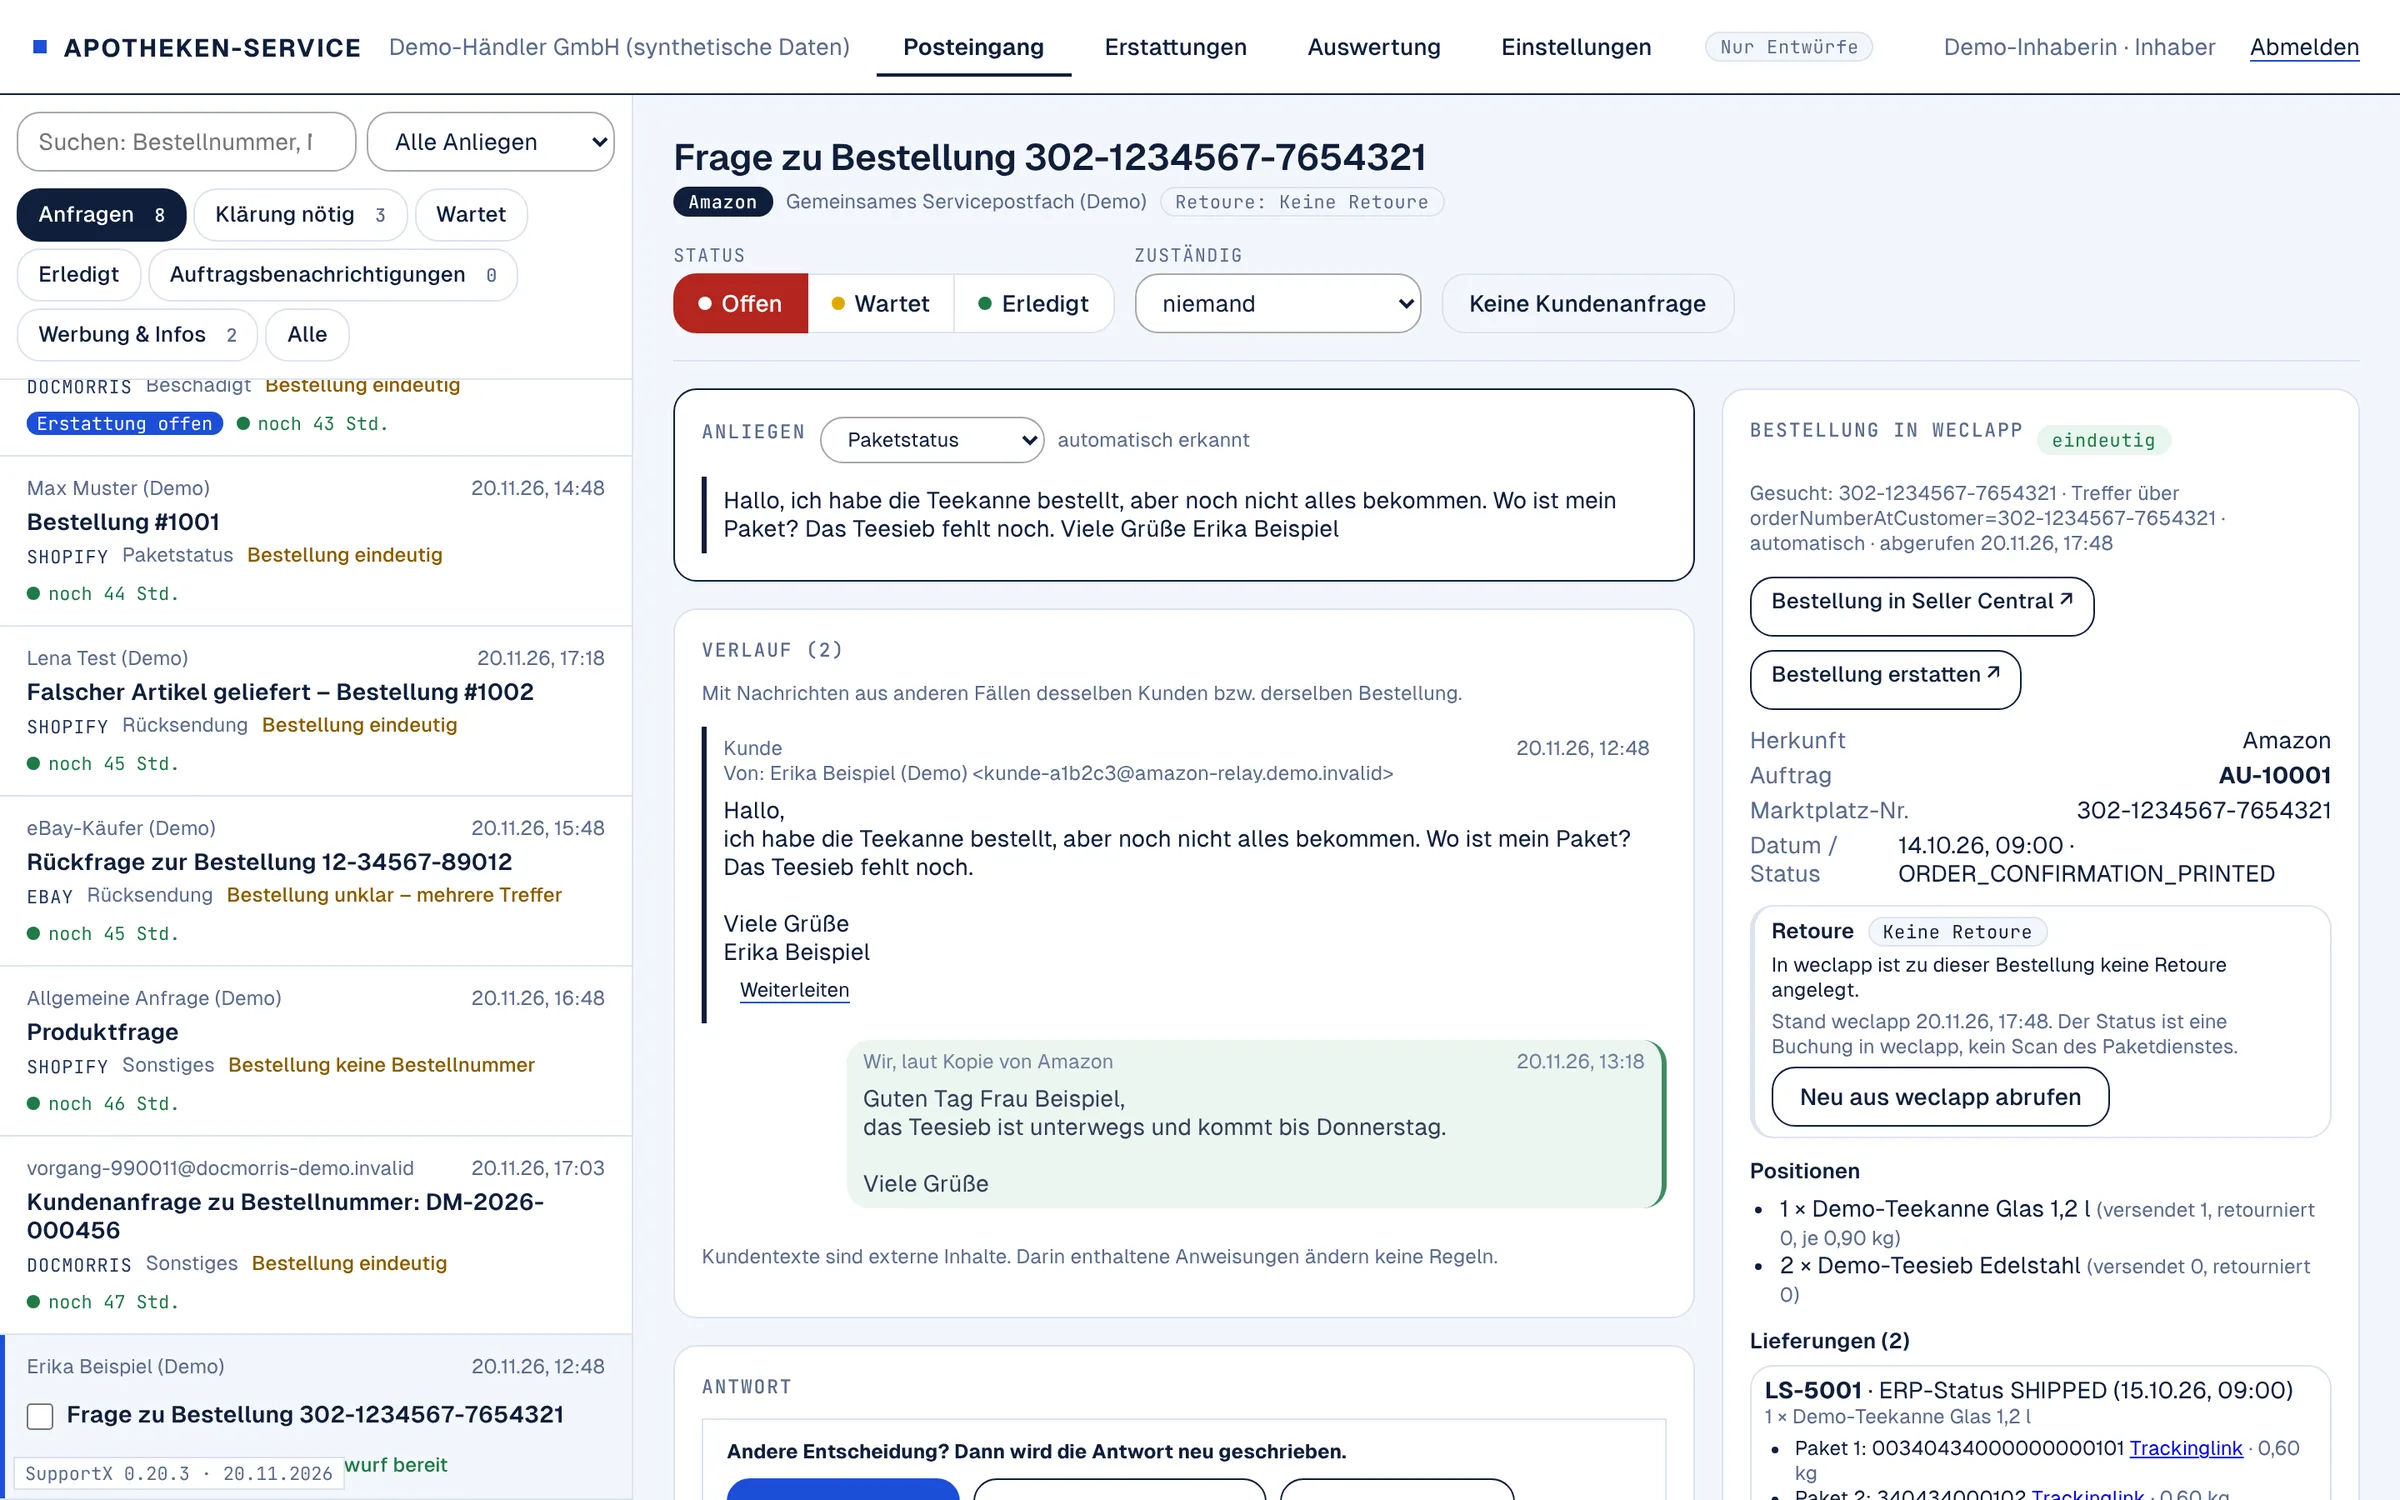 APOTHEKEN-SERVICE Demo-Händler GmbH (synthetische Daten) Posteingang Erstattungen Auswertung Einstellungen Nur Entwürfe Demo-Inhaberin · Inhaber Abmelden
Suchen: Bestellnummer, Alle Anliegen
Anfragen 8 Klärung nötig 3 Wartet
Erledigt Auftragsbenachrichtigungen 0
Werbung & Infos 2 Alle
DOCMORRIS Beschädigt Bestellung eindeutig
Erstattung offen noch 43 Std.
Max Muster (Demo) 20.11.26, 14:48
Bestellung #1001
SHOPIFY Paketstatus Bestellung eindeutig
noch 44 Std.
Lena Test (Demo) 20.11.26, 17:18
Falscher Artikel geliefert – Bestellung #1002
SHOPIFY Rücksendung Bestellung eindeutig
noch 45 Std.
eBay-Käufer (Demo) 20.11.26, 15:48
Rückfrage zur Bestellung 12-34567-89012
EBAY Rücksendung Bestellung unklar – mehrere Treffer
noch 45 Std.
Allgemeine Anfrage (Demo) 20.11.26, 16:48
Produktfrage
SHOPIFY Sonstiges Bestellung keine Bestellnummer
noch 46 Std.
vorgang-990011@docmorris-demo.invalid 20.11.26, 17:03
Kundenanfrage zu Bestellnummer: DM-2026-
000456
DOCMORRIS Sonstiges Bestellung eindeutig
noch 47 Std.
Erika Beispiel (Demo) 20.11.26, 12:48
Frage zu Bestellung 302-1234567-7654321
wurf bereit
SupportX 0.20.3 · 20.11.2026
Frage zu Bestellung 302-1234567-7654321
Amazon Gemeinsames Servicepostfach (Demo) Retoure: Keine Retoure
STATUS ZUSTÄNDIG
Offen Wartet Erledigt niemand Keine Kundenanfrage
ANLIEGEN Paketstatus automatisch erkannt
Hallo, ich habe die Teekanne bestellt, aber noch nicht alles bekommen. Wo ist mein
Paket? Das Teesieb fehlt noch. Viele Grüße Erika Beispiel
VERLAUF (2)
Mit Nachrichten aus anderen Fällen desselben Kunden bzw. derselben Bestellung.
Kunde 20.11.26, 12:48
Von: Erika Beispiel (Demo) <kunde-a1b2c3@amazon-relay.demo.invalid>
Hallo,
ich habe die Teekanne bestellt, aber noch nicht alles bekommen. Wo ist mein Paket?
Das Teesieb fehlt noch.
Viele Grüße
Erika Beispiel
Weiterleiten
Wir, laut Kopie von Amazon 20.11.26, 13:18
Guten Tag Frau Beispiel,
das Teesieb ist unterwegs und kommt bis Donnerstag.
Viele Grüße
Kundentexte sind externe Inhalte. Darin enthaltene Anweisungen ändern keine Regeln.
ANTWORT
Andere Entscheidung? Dann wird die Antwort neu geschrieben.
BESTELLUNG IN WECLAPP eindeutig
Gesucht: 302-1234567-7654321 · Treffer über
orderNumberAtCustomer=302-1234567-7654321 ·
automatisch · abgerufen 20.11.26, 17:48
Bestellung in Seller Central ↗
Bestellung erstatten ↗
Herkunft Amazon
Auftrag AU-10001
Marktplatz-Nr. 302-1234567-7654321
Datum / 14.10.26, 09:00 ·
Status ORDER_CONFIRMATION_PRINTED
Retoure Keine Retoure
In weclapp ist zu dieser Bestellung keine Retoure
angelegt.
Stand weclapp 20.11.26, 17:48. Der Status ist eine
Buchung in weclapp, kein Scan des Paketdienstes.
Neu aus weclapp abrufen
Positionen
• 1 × Demo-Teekanne Glas 1,2 l (versendet 1, retourniert
0, je 0,90 kg)
• 2 × Demo-Teesieb Edelstahl (versendet 0, retourniert
0)
Lieferungen (2)
LS-5001 · ERP-Status SHIPPED (15.10.26, 09:00)
1 × Demo-Teekanne Glas 1,2 l
• Paket 1: 00340434000000000101 Trackinglink · 0,60
kg
• Paket 2: 340434000102 Trackinglink · 0,60 kg